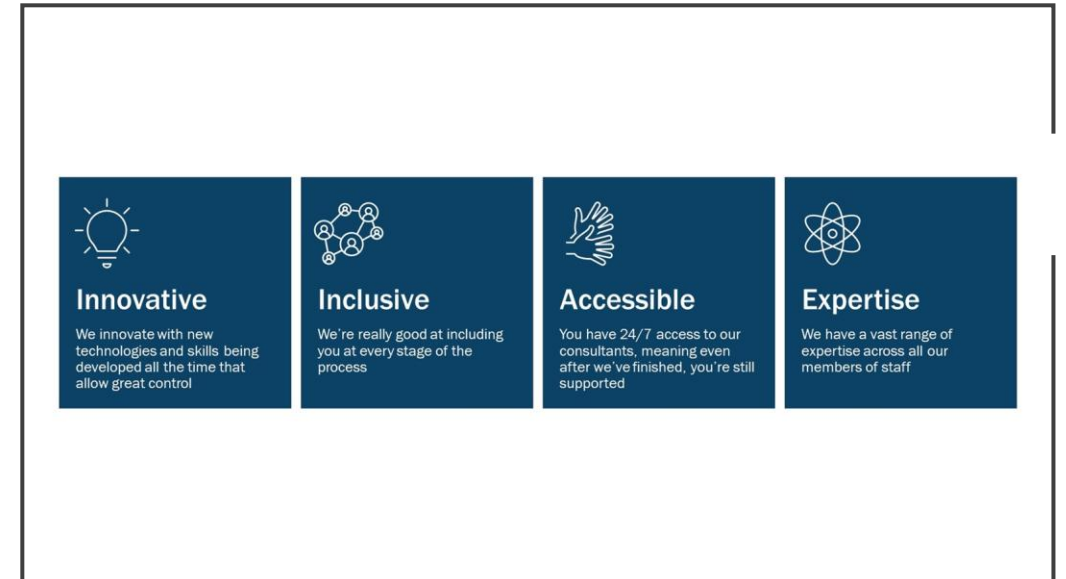 Innovative
We innovate with new
technologies and skills being
developed all the time that
allow great control
Inclusive
We're really good at including
you at every stage of the
process
Accessible
You have 24/7 access to our
consultants, meaning even
after we've finished, you're still
supported
Expertise
We have a vast range of
expertise across all our
members of staff